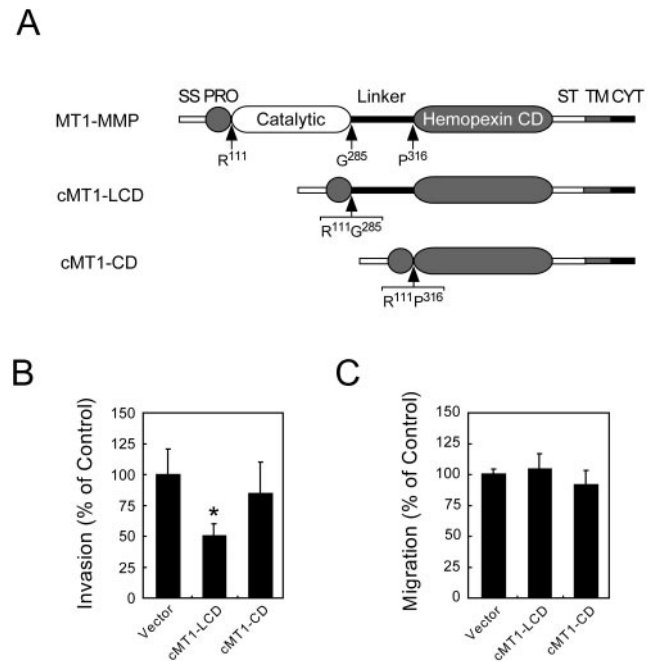 A
SS PRO Linker ST TM CYT
MT1-MMP Catalytic Hemopexin CD
R111 G285 P316
cMT1-LCD
R111G285
cMT1-CD
R111P316
B
Invasion (% of Control)
150
125
100
75
50
25
0
*
Vector
cMT1-LCD
cMT1-CD
C
Migration (% of Control)
150
125
100
75
50
25
0
Vector
cMT1-LCD
cMT1-CD